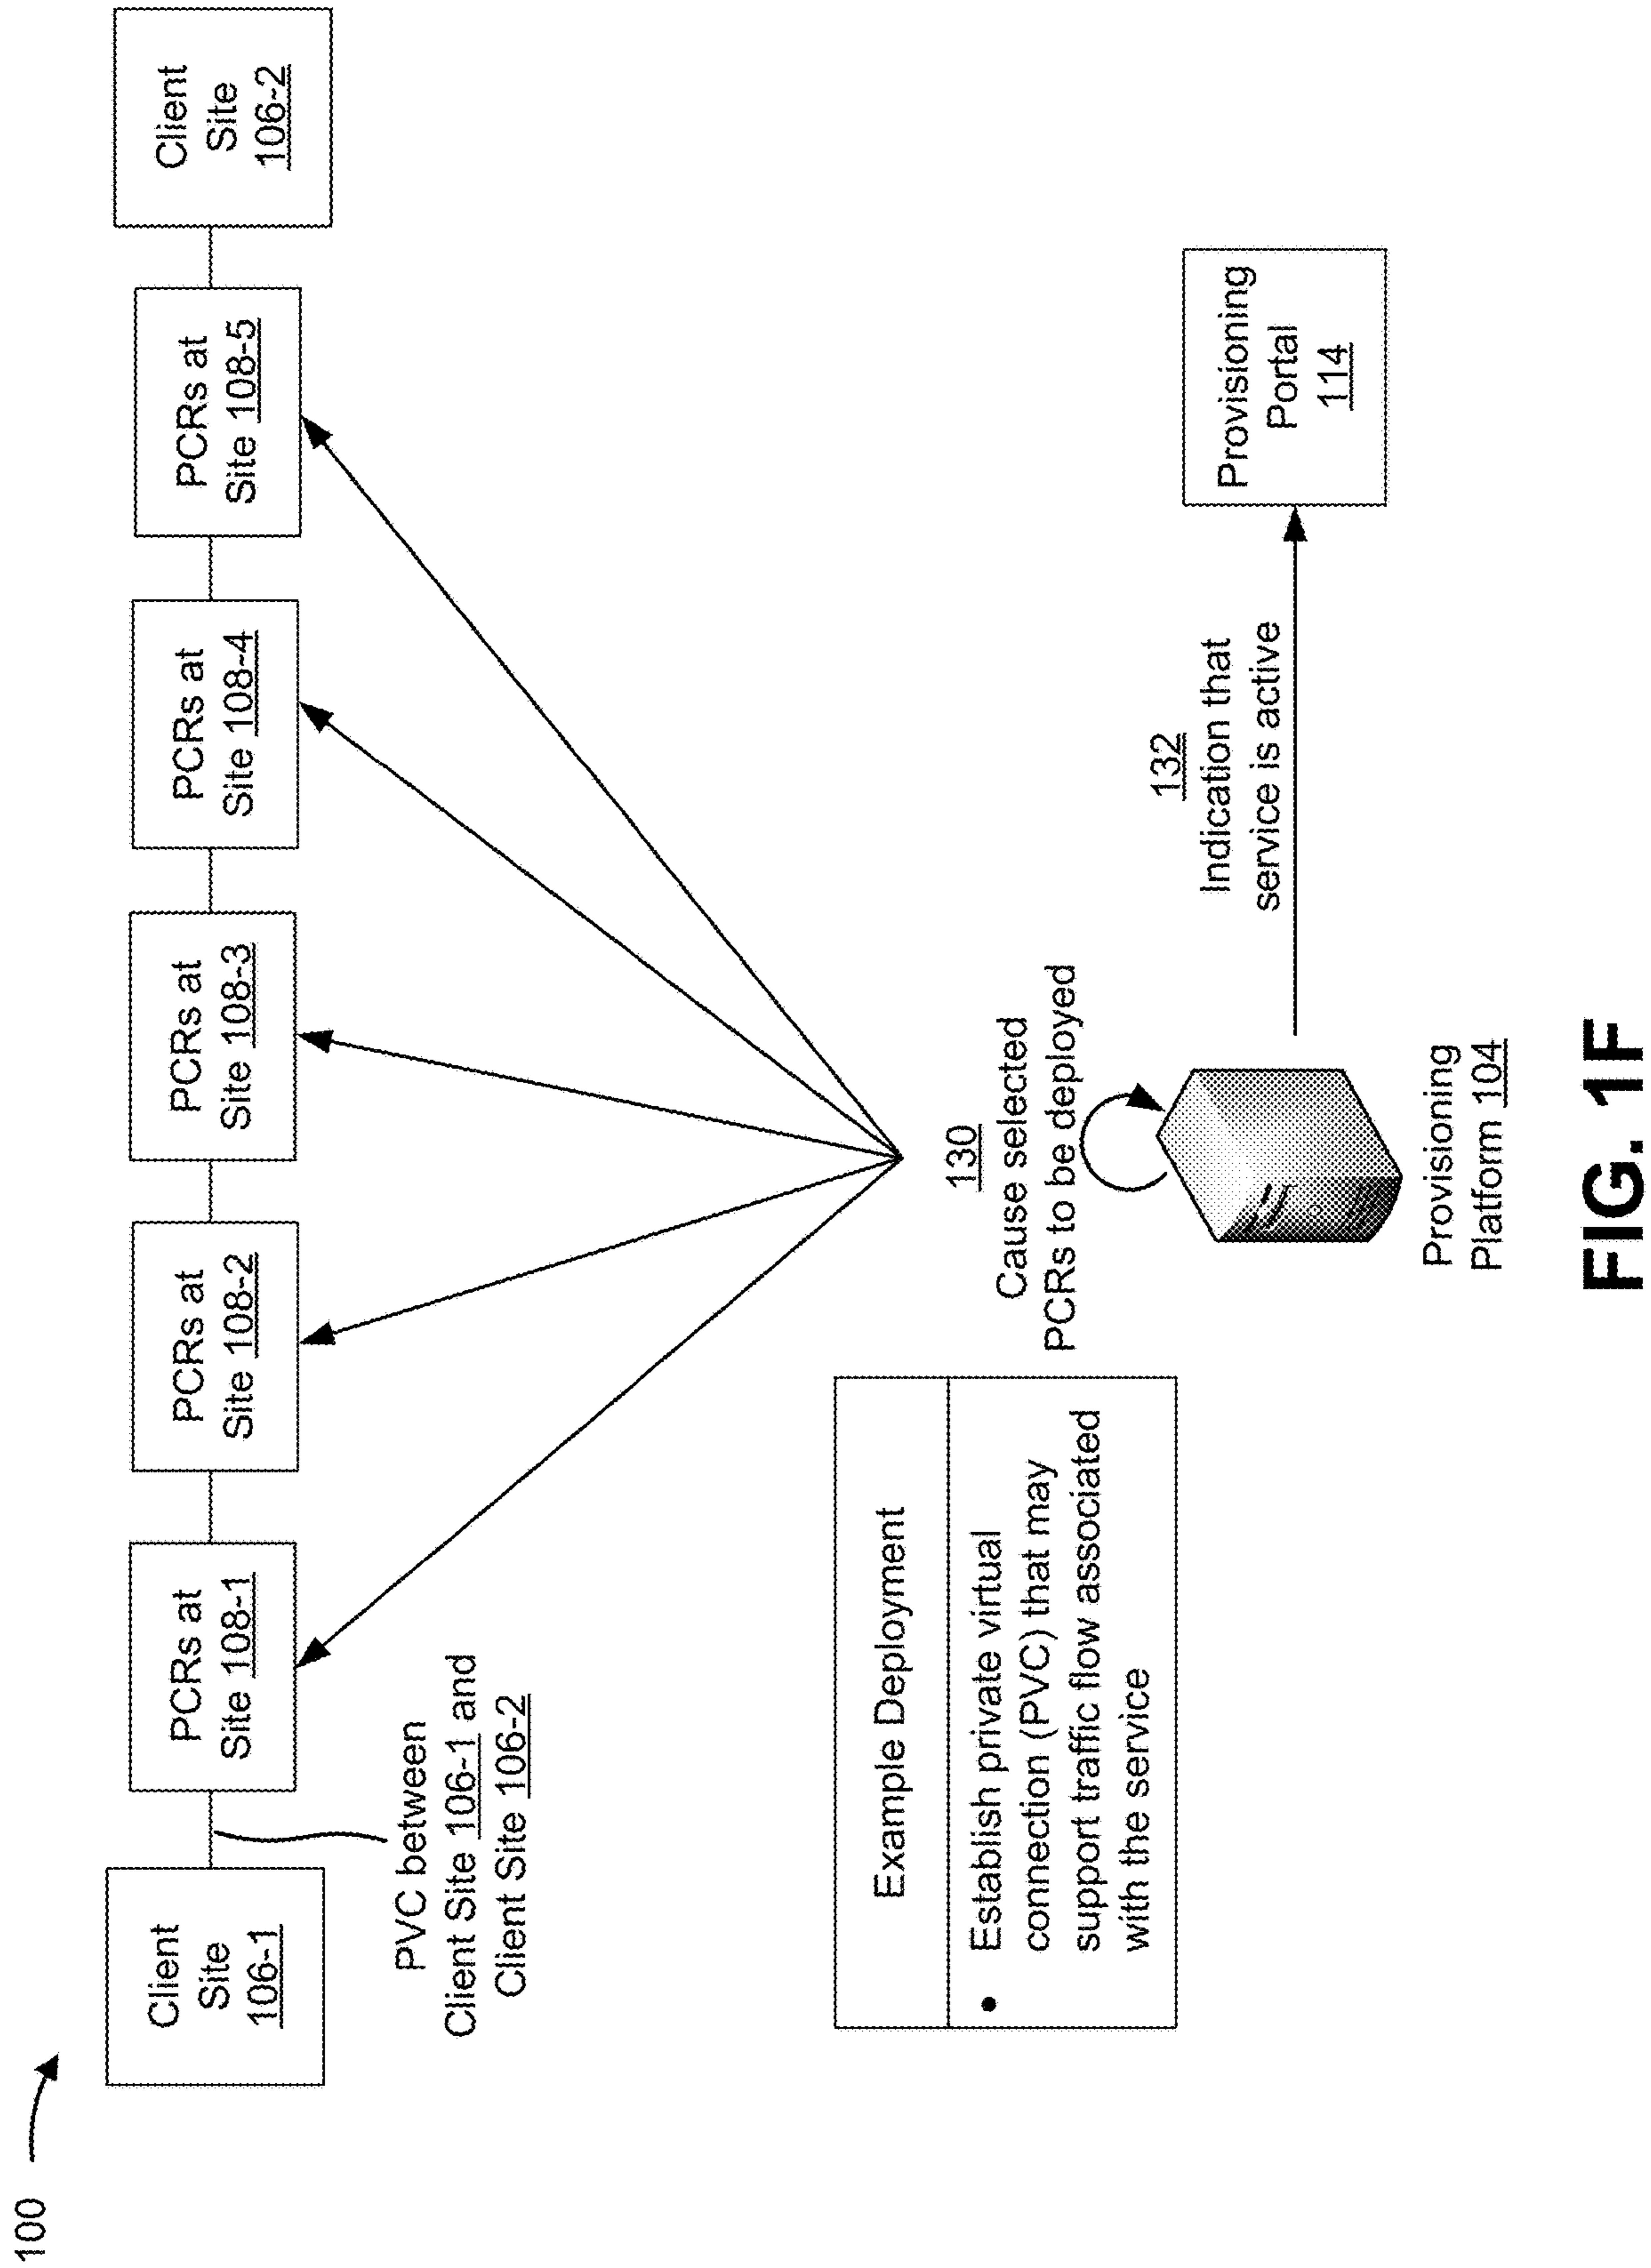 100
Client
Site
106-1
PCRs at
Site 108-1
PCRs at
Site 108-2
PCRs at
Site 108-3
PCRs at
Site 108-4
PCRs at
Site 108-5
Client
Site
106-2
PVC between
Client Site 106-1 and
Client Site 106-2
Example Deployment
• Establish private virtual
connection (PVC) that may
support traffic flow associated
with the service
130
Cause selected
PCRs to be deployed
Provisioning
Platform 104
132
Indication that
service is active
Provisioning
Portal
114
FIG. 1F